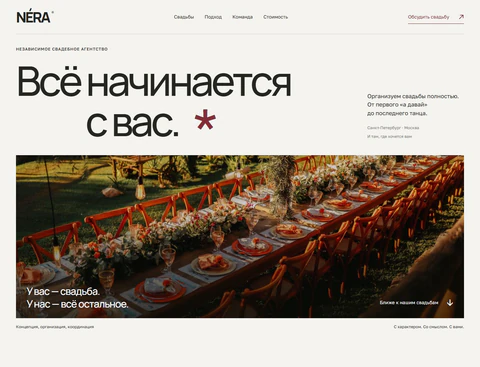 NÉRA
Свадьбы
Подход
Команда
Стоимость
Обсудить свадьбу
НЕЗАВИСИМОЕ СВАДЕБНОЕ АГЕНТСТВО
Всё начинается
с вас. *
Организуем свадьбы полностью.
От первого «а давай»
до последнего танца.
Санкт-Петербург · Москва
И там, где хочется вам
У вас — свадьба.
У нас — всё остальное.
Ближе к нашим свадьбам
Концепция, организация, координация
С характером. Со смыслом. С вами.